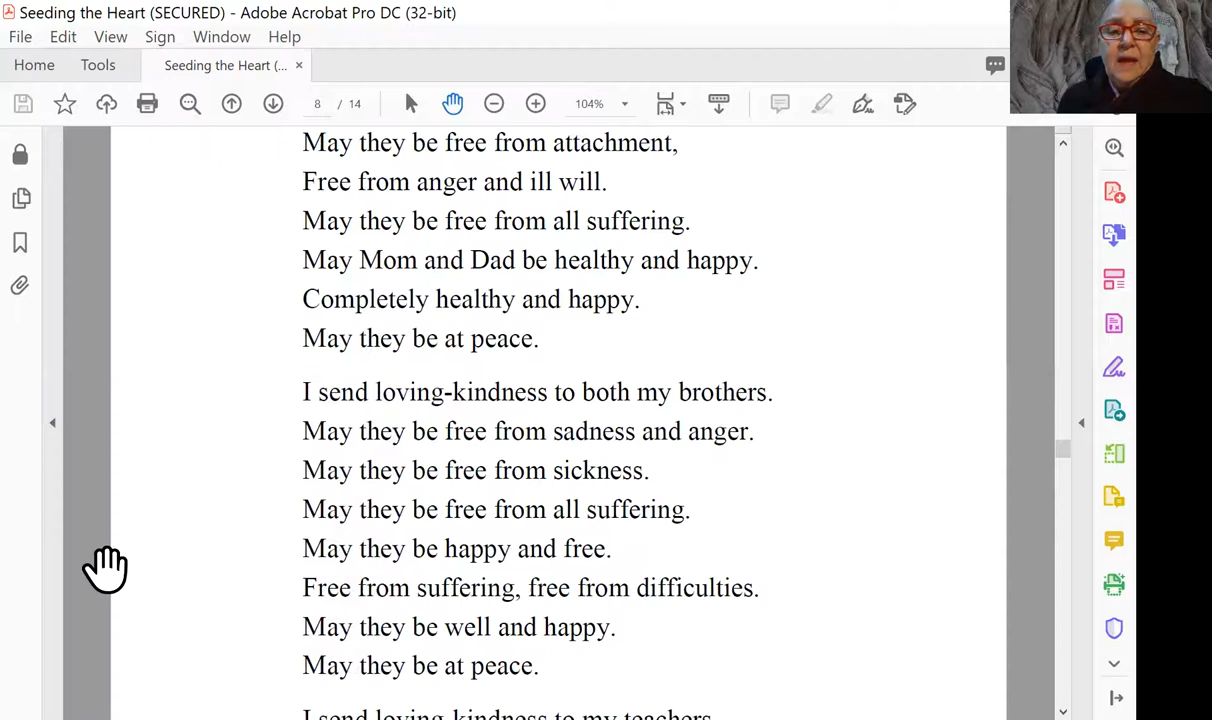 Seeding the Heart (SECURED) - Adobe Acrobat Pro DC (32-bit)
File Edit View Sign Window Help
Home Tools Seeding the Heart (... ×
8 / 14 104%
May they be free from attachment,
Free from anger and ill will.
May they be free from all suffering.
May Mom and Dad be healthy and happy.
Completely healthy and happy.
May they be at peace.
I send loving-kindness to both my brothers.
May they be free from sadness and anger.
May they be free from sickness.
May they be free from all suffering.
May they be happy and free.
Free from suffering, free from difficulties.
May they be well and happy.
May they be at peace.
I send loving-kindness to my teachers